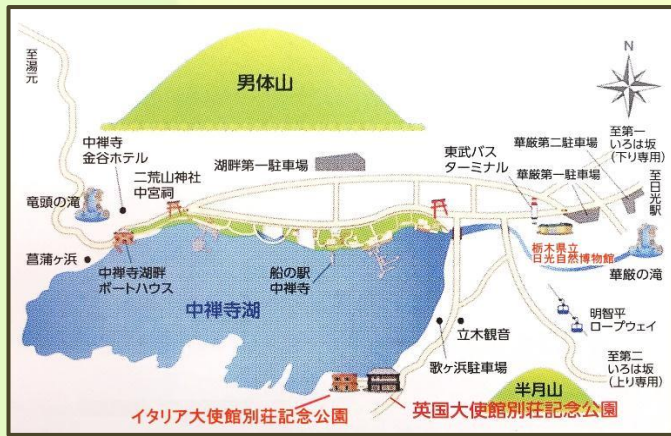 至湯元
男体山
N
中禅寺
金谷ホテル
二荒山神社
中宮祠
湖畔第一駐車場
東武バス
ターミナル
華厳第二駐車場
華厳第一駐車場
至第一
いろは坂
(下り専用)
至日光駅
竜頭の滝
菖蒲ヶ浜
中禅寺湖畔
ボートハウス
船の駅
中禅寺
栃木県立
日光自然博物館
華厳の滝
中禅寺湖
立木観音
歌ヶ浜駐車場
明智平
ロープウェイ
至第二
いろは坂
(上り専用)
半月山
イタリア大使館別荘記念公園
英国大使館別荘記念公園